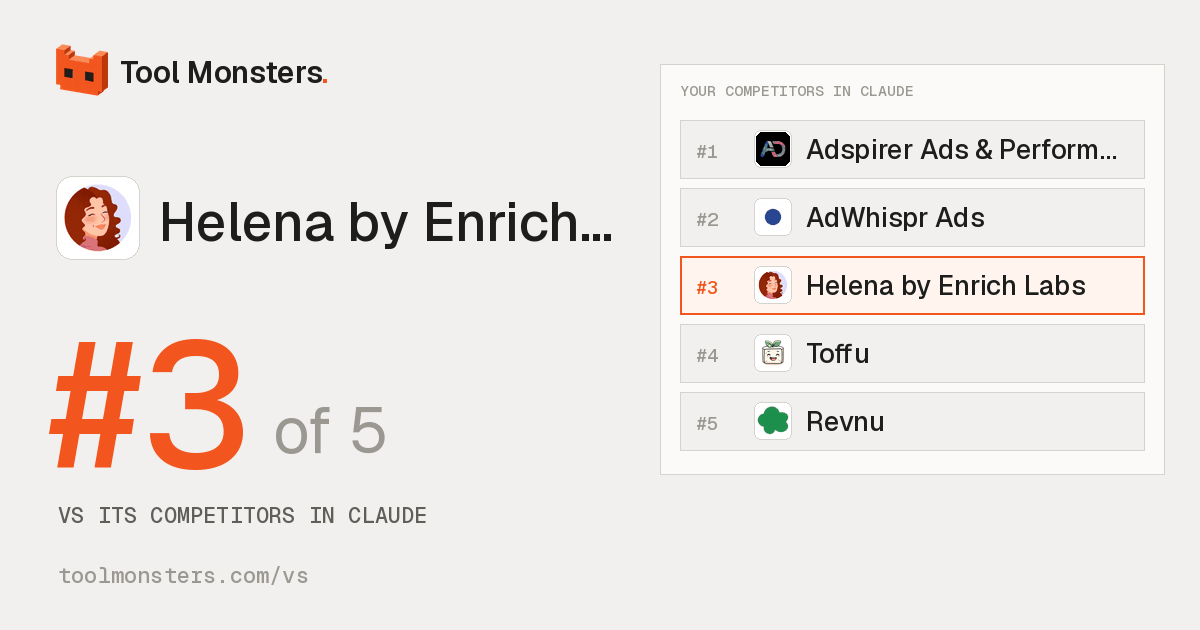 Tool Monsters.
Helena by Enrich...
#3 of 5
VS ITS COMPETITORS IN CLAUDE
toolmonsters.com/vs
YOUR COMPETITORS IN CLAUDE
#1 AD Adspirer Ads & Perform...
#2 AdWhispr Ads
#3 Helena by Enrich Labs
#4 Toffu
#5 Revnu